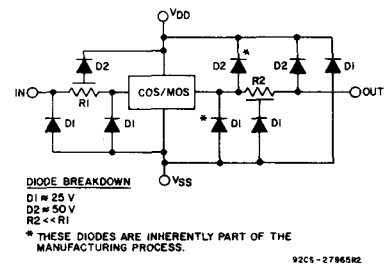 VDD
*
D2
D2
D2
D1
R2
IN
R1
COS/MOS
OUT
D1
D1
*
D1
D1
VSS
DIODE BREAKDOWN
D1 ≈ 25 V
D2 ≈ 50 V
R2 << R1
* THESE DIODES ARE INHERENTLY PART OF THE
MANUFACTURING PROCESS.
92CS-27965R2